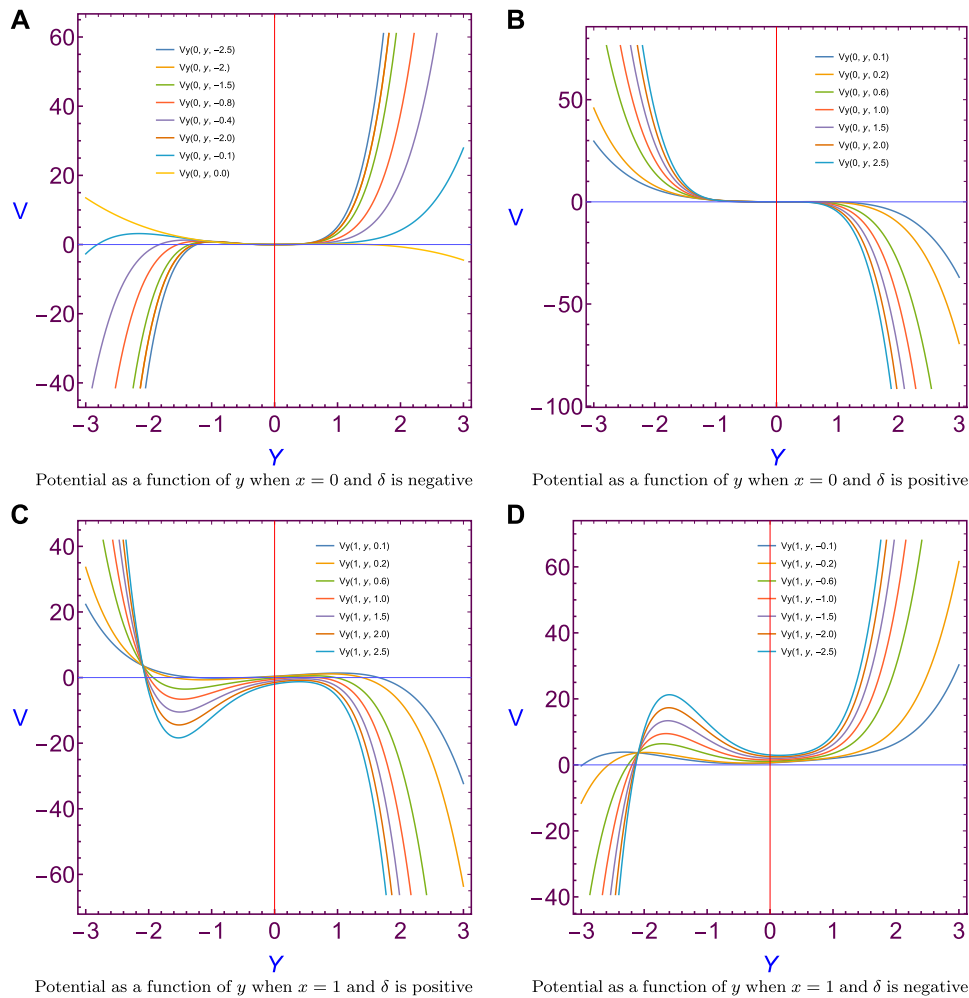 A
60
40
20
0
−20
−40
V
Vy(0, y, −2.5)
Vy(0, y, −2.)
Vy(0, y, −1.5)
Vy(0, y, −0.8)
Vy(0, y, −0.4)
Vy(0, y, −2.0)
Vy(0, y, −0.1)
Vy(0, y, 0.0)
−3 −2 −1 0 1 2 3
Y
Potential as a function of y when x = 0 and δ is negative
B
50
0
−50
−100
V
Vy(0, y, 0.1)
Vy(0, y, 0.2)
Vy(0, y, 0.6)
Vy(0, y, 1.0)
Vy(0, y, 1.5)
Vy(0, y, 2.0)
Vy(0, y, 2.5)
−3 −2 −1 0 1 2 3
Y
Potential as a function of y when x = 0 and δ is positive
C
40
20
0
−20
−40
−60
V
Vy(1, y, 0.1)
Vy(1, y, 0.2)
Vy(1, y, 0.6)
Vy(1, y, 1.0)
Vy(1, y, 1.5)
Vy(1, y, 2.0)
Vy(1, y, 2.5)
−3 −2 −1 0 1 2 3
Y
Potential as a function of y when x = 1 and δ is positive
D
60
40
20
0
−20
−40
V
Vy(1, y, −0.1)
Vy(1, y, −0.2)
Vy(1, y, −0.6)
Vy(1, y, −1.0)
Vy(1, y, −1.5)
Vy(1, y, −2.0)
Vy(1, y, −2.5)
−3 −2 −1 0 1 2 3
Y
Potential as a function of y when x = 1 and δ is negative